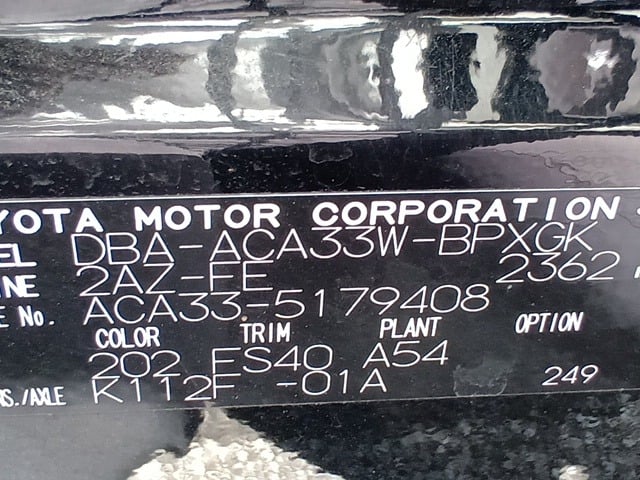 YOTA MOTOR CORPORATION
EL DBA-ACA33W-BPXGK
INE 2AZ-FE 2362
E No. ACA33-5179408
COLOR TRIM PLANT OPTION
202 FS40 A54
NS./AXLE K112F -01A 249